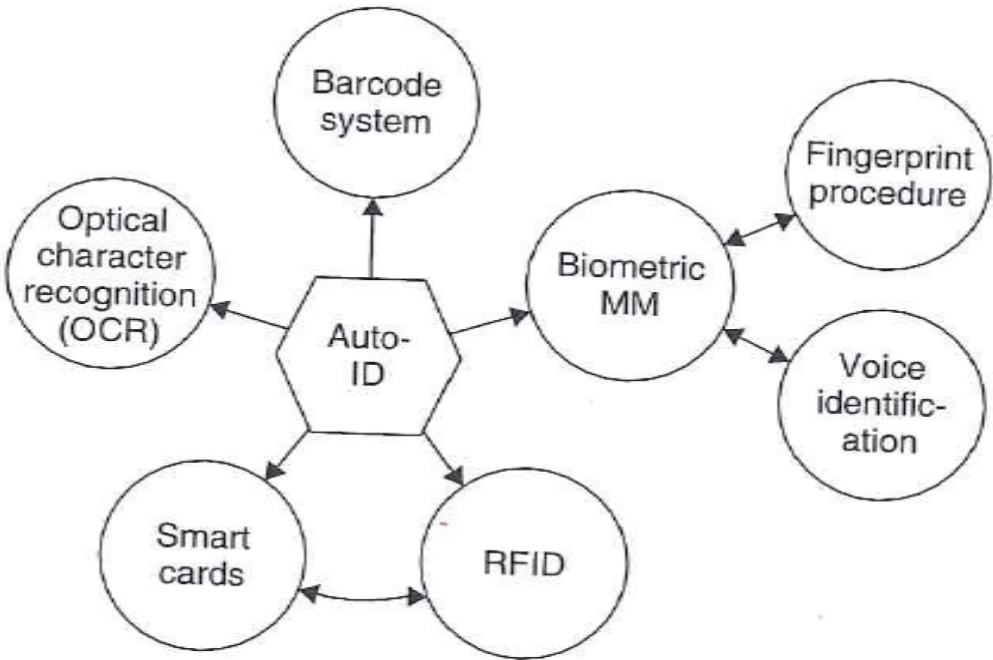 Barcode
system
Fingerprint
procedure
Optical
character
recognition
(OCR)
Biometric
MM
Auto-
ID
Voice
identific-
ation
Smart
cards
RFID